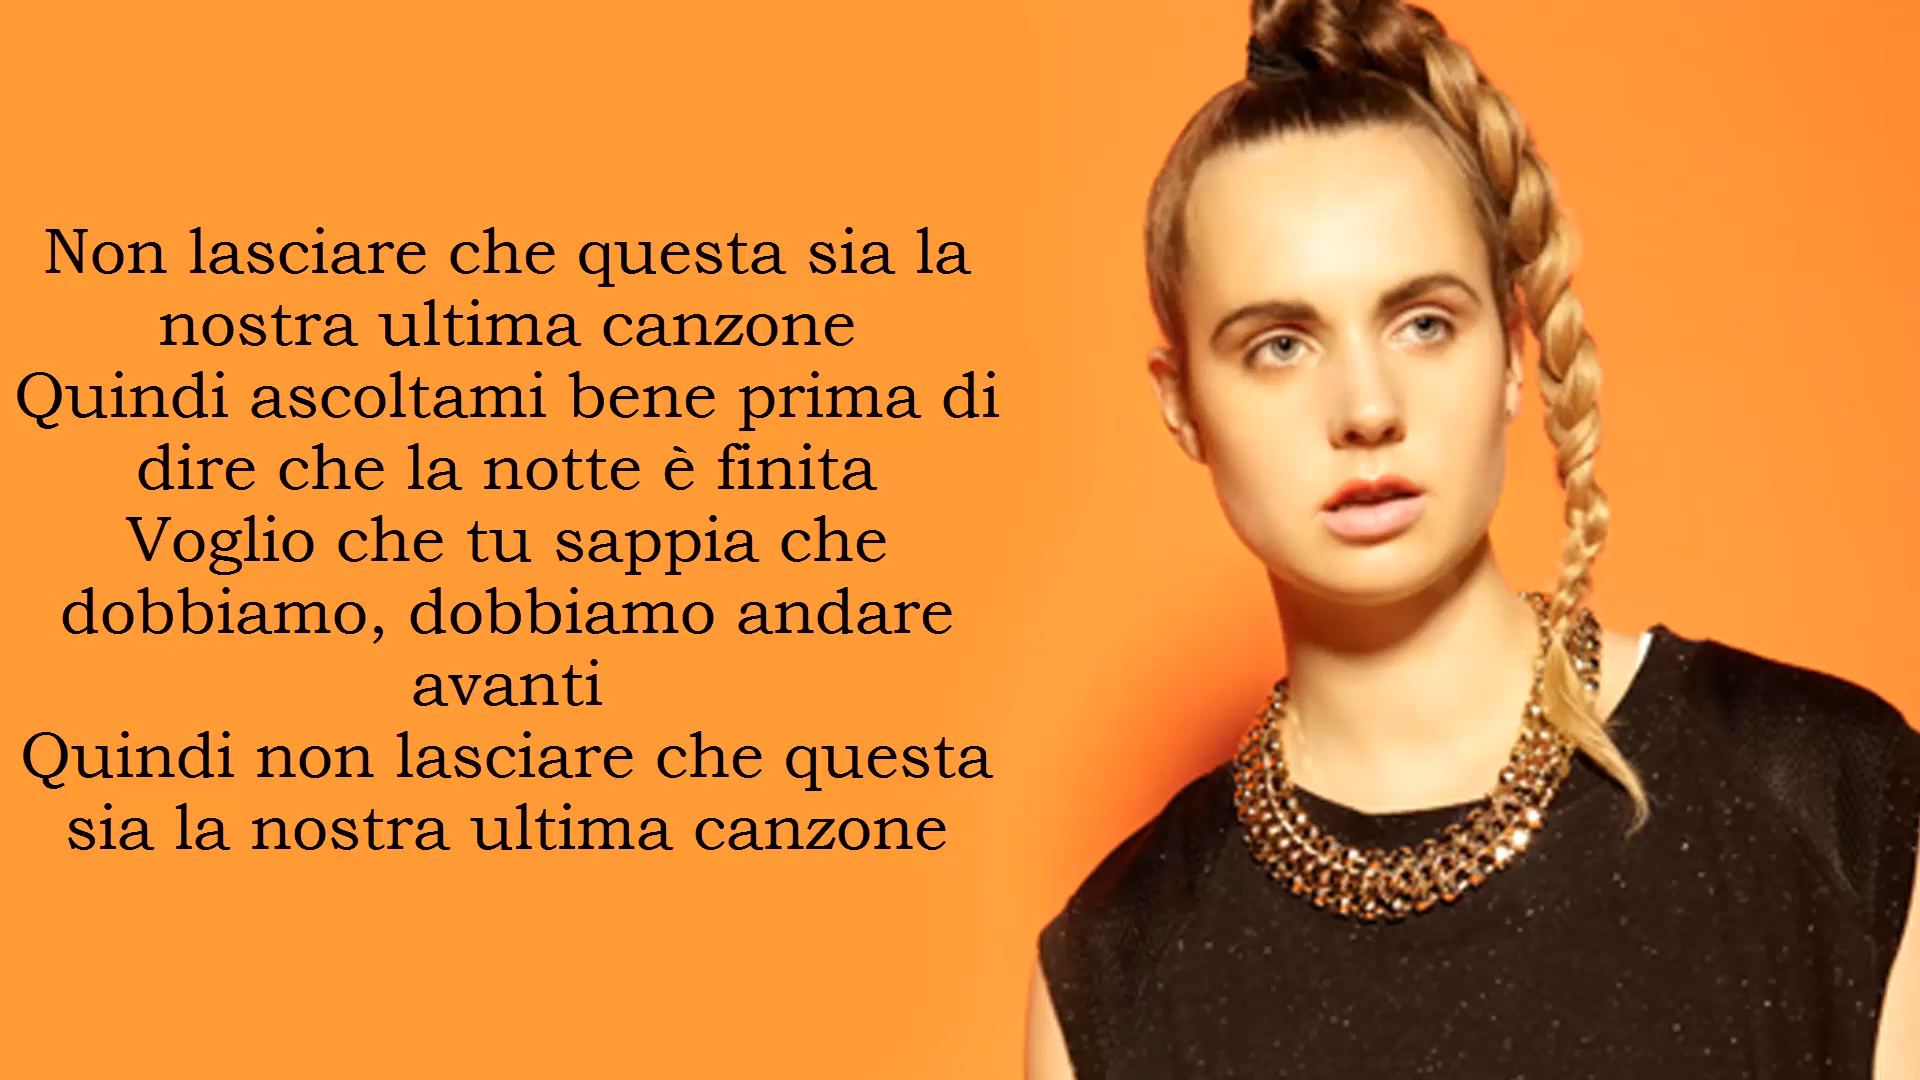 Non lasciare che questa sia la
nostra ultima canzone
Quindi ascoltami bene prima di
dire che la notte è finita
Voglio che tu sappia che
dobbiamo, dobbiamo andare
avanti
Quindi non lasciare che questa
sia la nostra ultima canzone